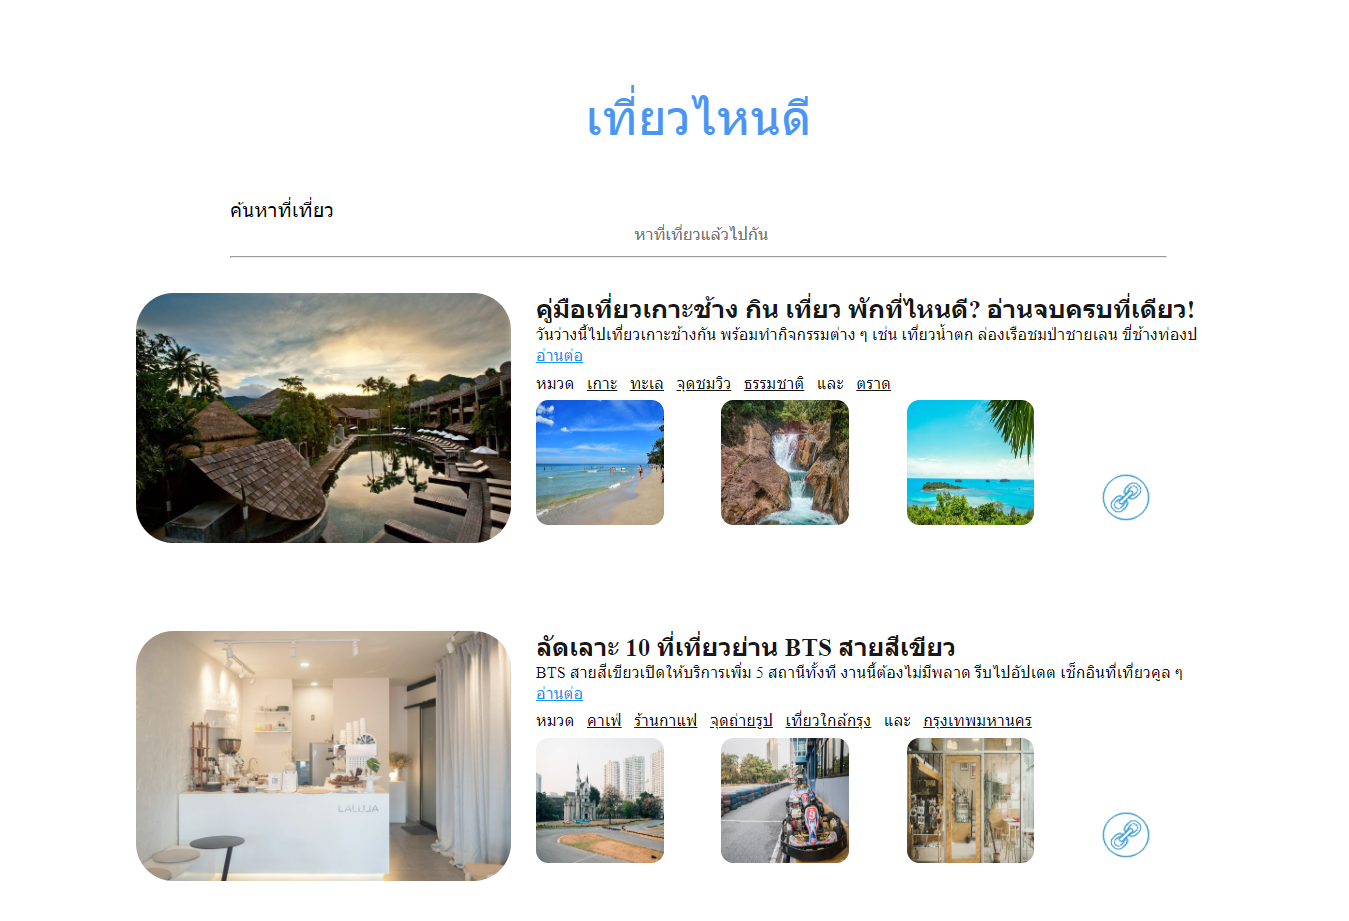 เที่ยวไหนดี
ค้นหาที่เที่ยว
หาที่เที่ยวแล้วไปกัน
คู่มือเที่ยวเกาะช้าง กิน เที่ยว พักที่ไหนดี? อ่านจบครบที่เดียว!
วันว่างนี้ไปเที่ยวเกาะช้างกัน พร้อมทำกิจกรรมต่าง ๆ เช่น เที่ยวน้ำตก ล่องเรือชมป่าชายเลน ขี่ช้างท่องป
อ่านต่อ
หมวด เกาะ ทะเล จุดชมวิว ธรรมชาติ และ ตราด
ลัดเลาะ 10 ที่เที่ยวย่าน BTS สายสีเขียว
BTS สายสีเขียวเปิดให้บริการเพิ่ม 5 สถานีทั้งที งานนี้ต้องไม่มีพลาด รีบไปอัปเดต เช็กอินที่เที่ยวคูล ๆ
อ่านต่อ
หมวด คาเฟ่ ร้านกาแฟ จุดถ่ายรูป เที่ยวใกล้กรุง และ กรุงเทพมหานคร
LALUJA